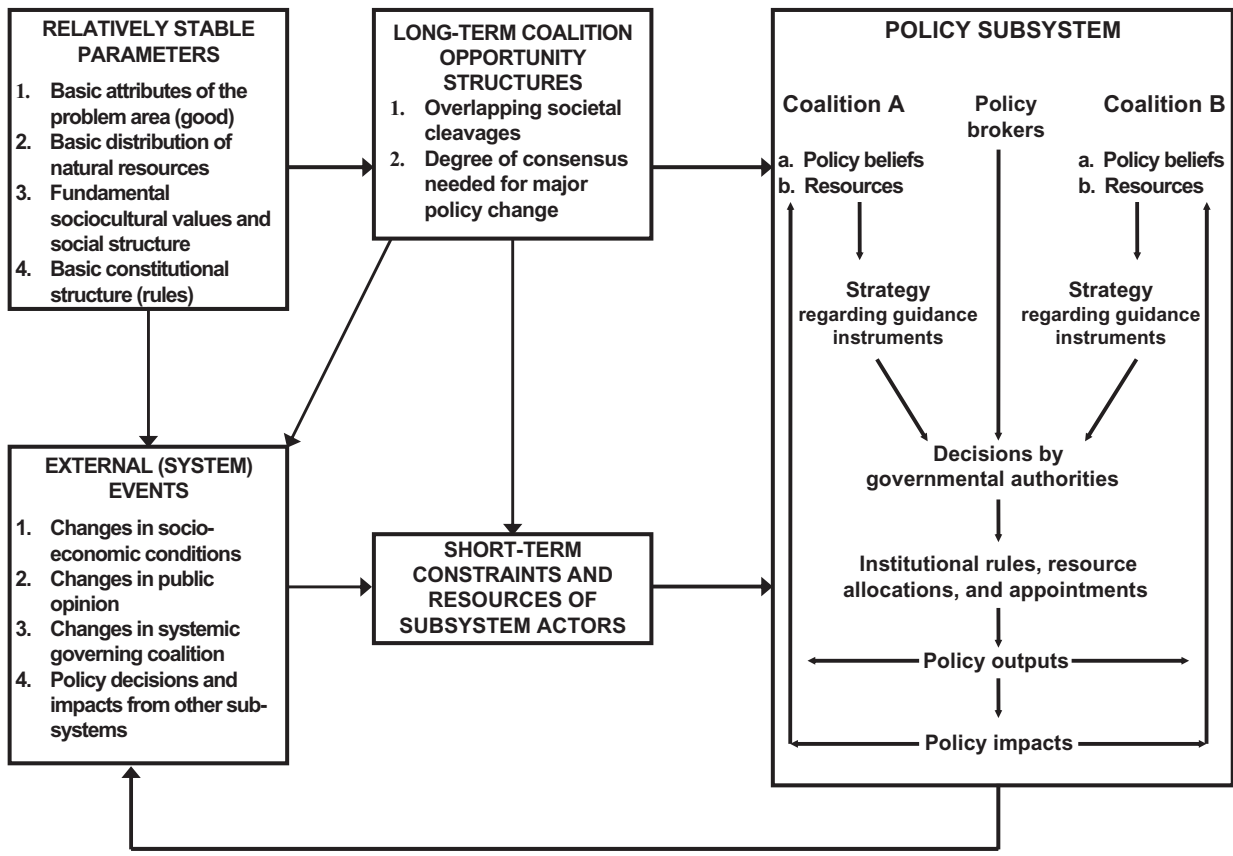 RELATIVELY STABLE
PARAMETERS
1. Basic attributes of the
problem area (good)
2. Basic distribution of
natural resources
3. Fundamental
sociocultural values and
social structure
4. Basic constitutional
structure (rules)
LONG-TERM COALITION
OPPORTUNITY
STRUCTURES
1. Overlapping societal
cleavages
2. Degree of consensus
needed for major
policy change
POLICY SUBSYSTEM
Coalition A
a. Policy beliefs
b. Resources
Strategy
regarding guidance
instruments
Policy
brokers
Coalition B
a. Policy beliefs
b. Resources
Strategy
regarding guidance
instruments
Decisions by
governmental authorities
Institutional rules, resource
allocations, and appointments
Policy outputs
Policy impacts
EXTERNAL (SYSTEM)
EVENTS
1. Changes in socio-
economic conditions
2. Changes in public
opinion
3. Changes in systemic
governing coalition
4. Policy decisions and
impacts from other sub-
systems
SHORT-TERM
CONSTRAINTS AND
RESOURCES OF
SUBSYSTEM ACTORS